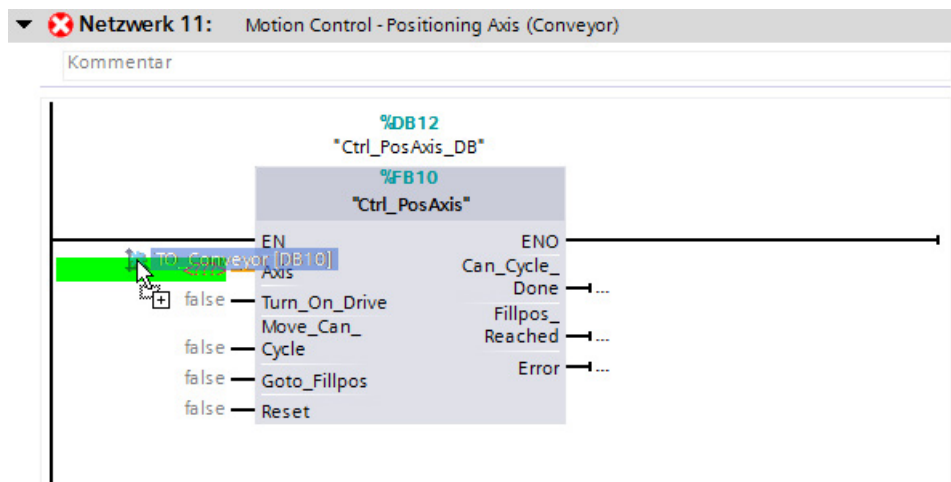 Netzwerk 11: Motion Control - Positioning Axis (Conveyor)
Kommentar
%DB12
"Ctrl_PosAxis_DB"
%FB10
"Ctrl_PosAxis"
EN ENO
TO_Conveyor [DB10]
Axis
Can_Cycle_
Done ...
false Turn_On_Drive
Fillpos_
Reached ...
Move_Can_
false Cycle
Error ...
false Goto_Fillpos
false Reset